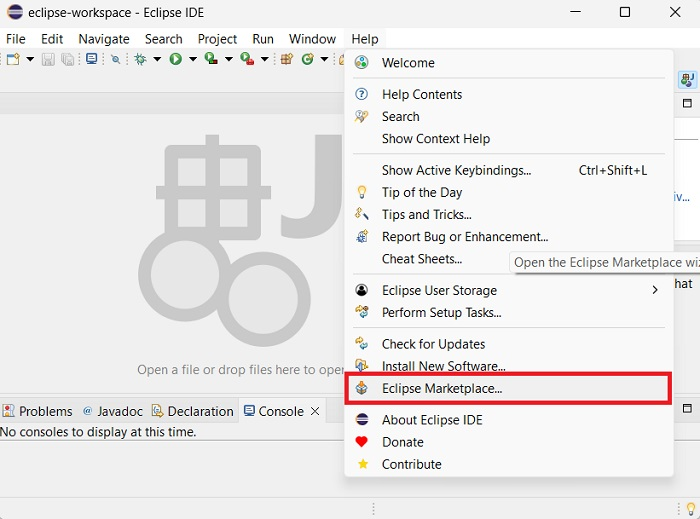 eclipse-workspace - Eclipse IDE
File Edit Navigate Search Project Run Window Help
Welcome
Help Contents
Search
Show Context Help
Show Active Keybindings... Ctrl+Shift+L
Tip of the Day
Tips and Tricks...
Report Bug or Enhancement...
Cheat Sheets...
Open the Eclipse Marketplace wiz
Eclipse User Storage
Perform Setup Tasks...
Check for Updates
Install New Software...
Eclipse Marketplace...
About Eclipse IDE
Donate
Contribute
J
iv...
hat
J
Open a file or drop files here to ope
Problems @ Javadoc Declaration Console
No consoles to display at this time.